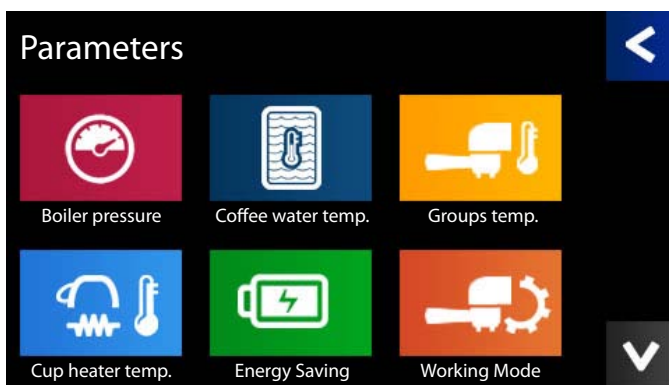 Parameters
Boiler pressure
Coffee water temp.
Groups temp.
Cup heater temp.
Energy Saving
Working Mode